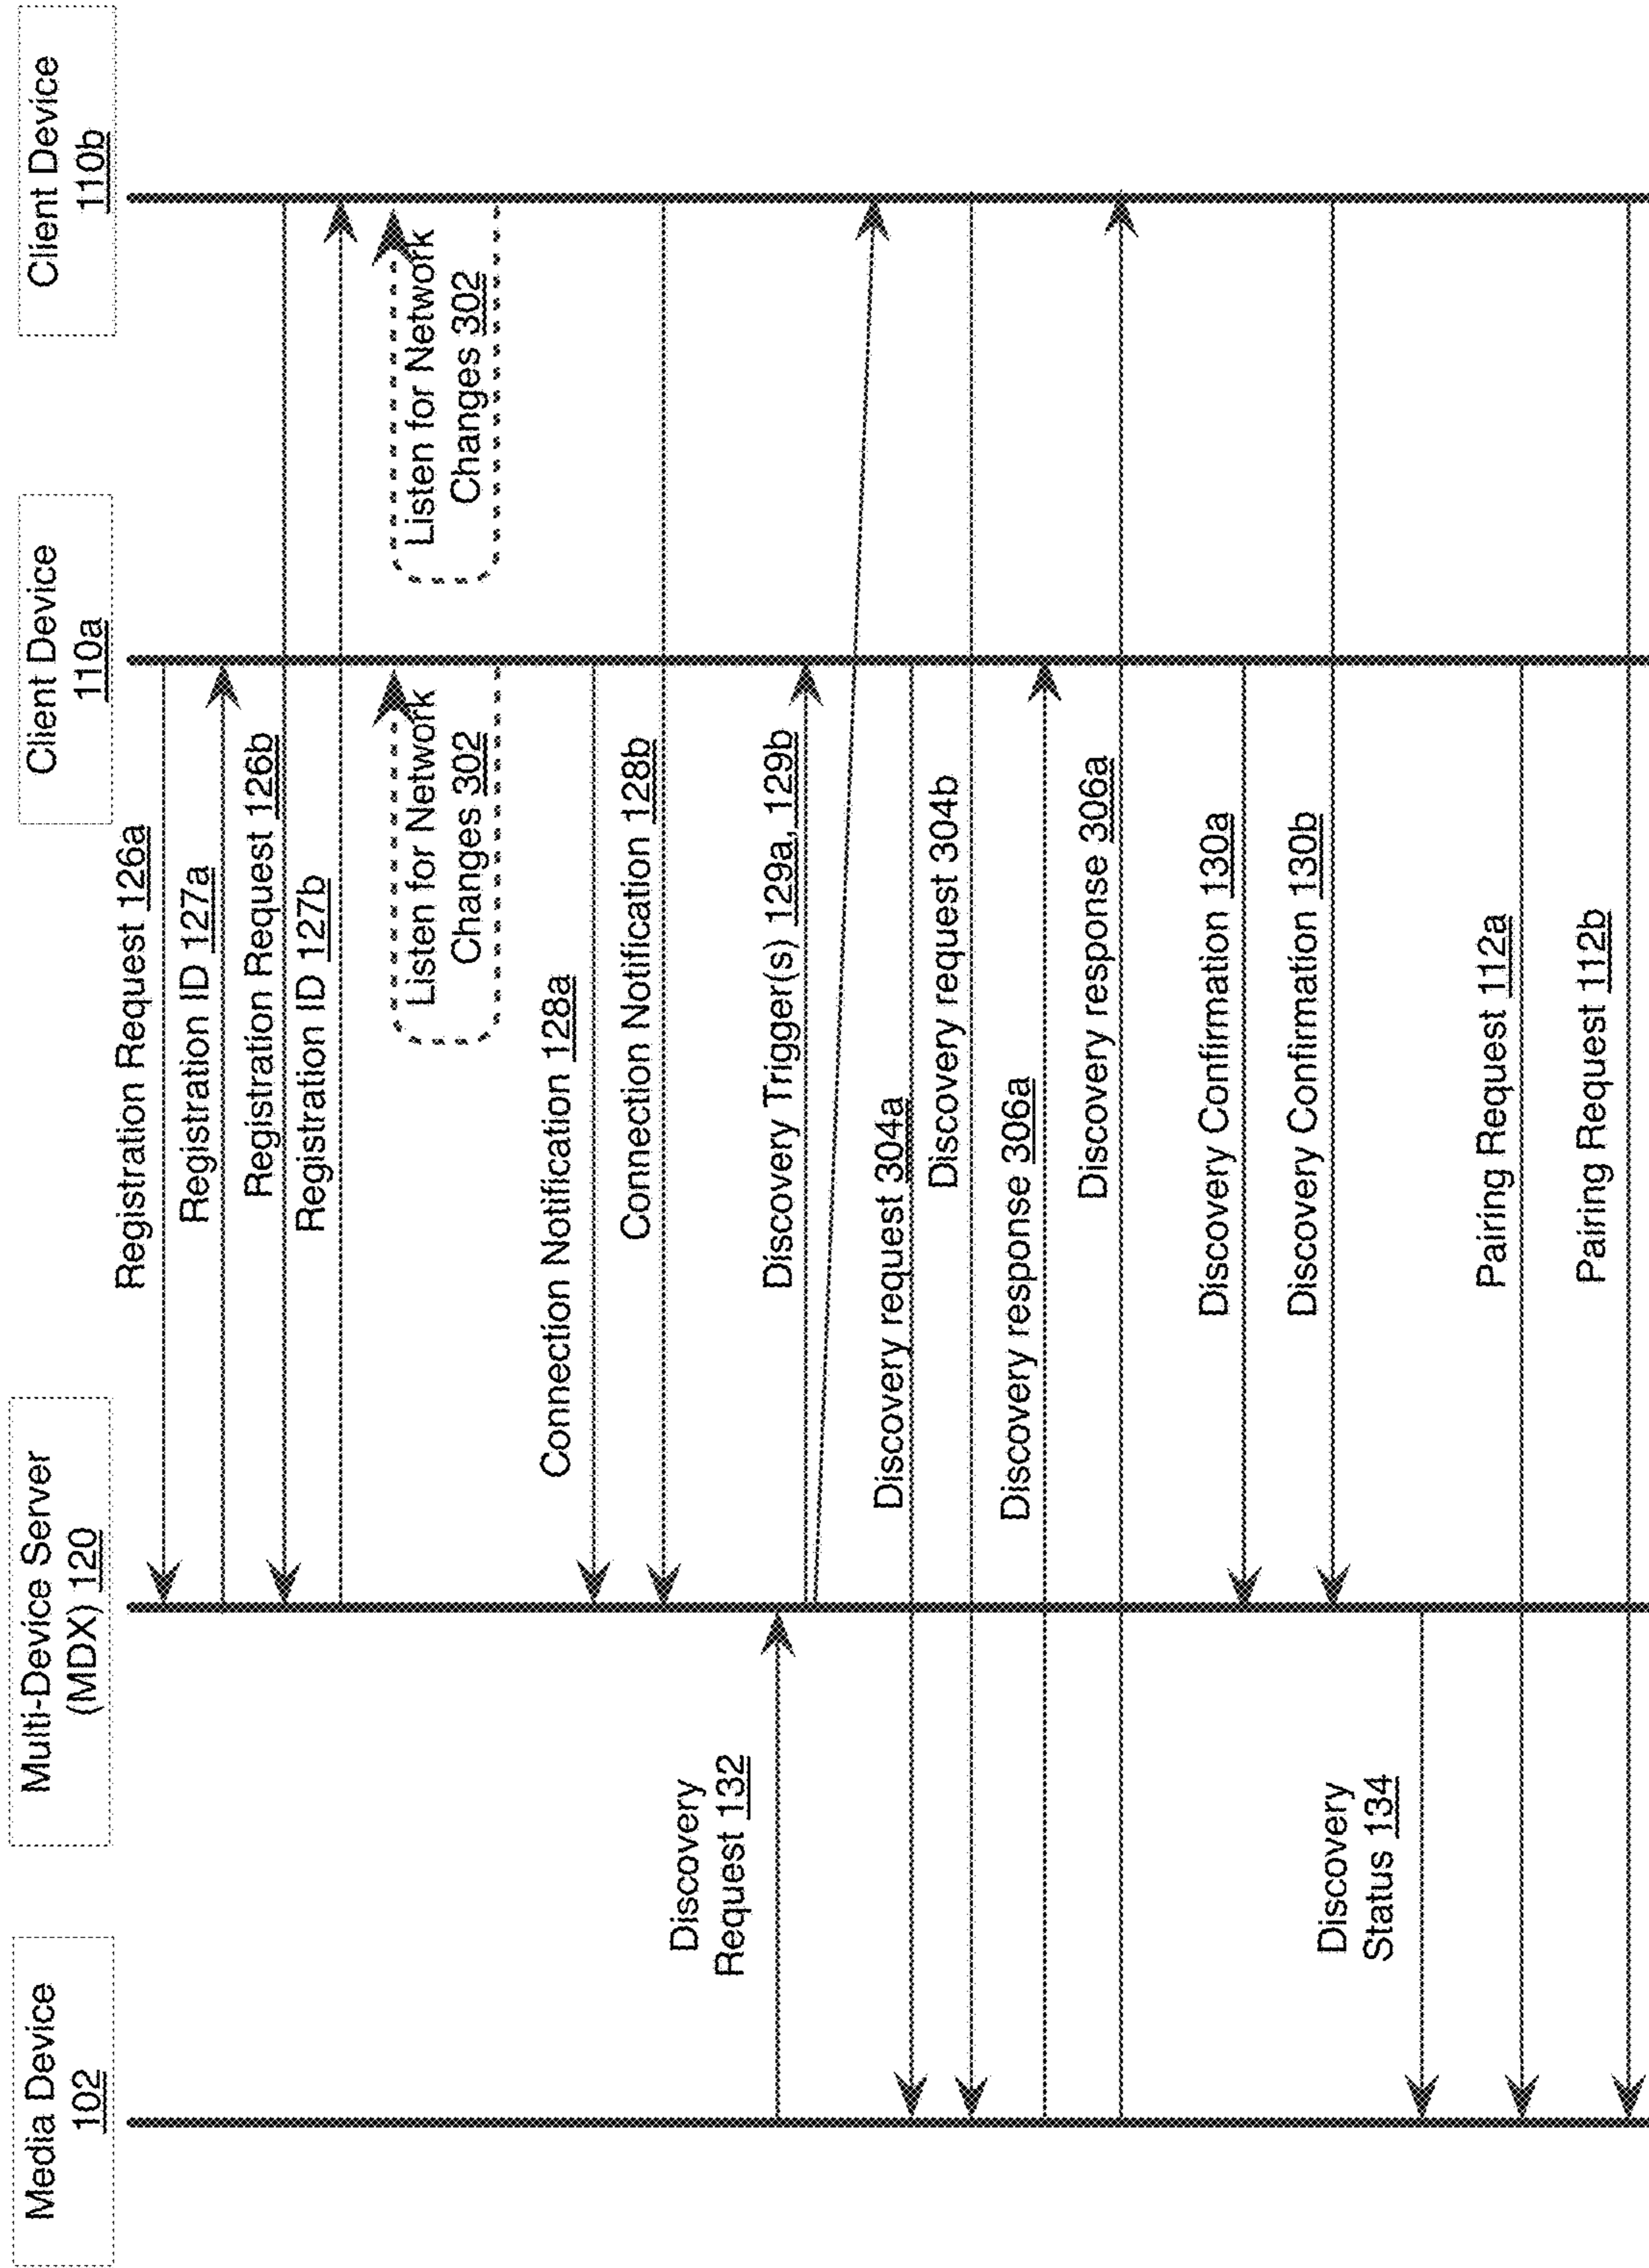 Media Device
102
Multi-Device Server
(MDX) 120
Client Device
110a
Client Device
110b
Registration Request 126a
Registration ID 127a
Registration Request 126b
Registration ID 127b
Listen for Network
Changes 302
Listen for Network
Changes 302
Connection Notification 128a
Connection Notification 128b
Discovery
Request 132
Discovery Trigger(s) 129a, 129b
Discovery request 304a
Discovery request 304b
Discovery response 306a
Discovery response 306a
Discovery Confirmation 130a
Discovery Confirmation 130b
Discovery
Status 134
Pairing Request 112a
Pairing Request 112b